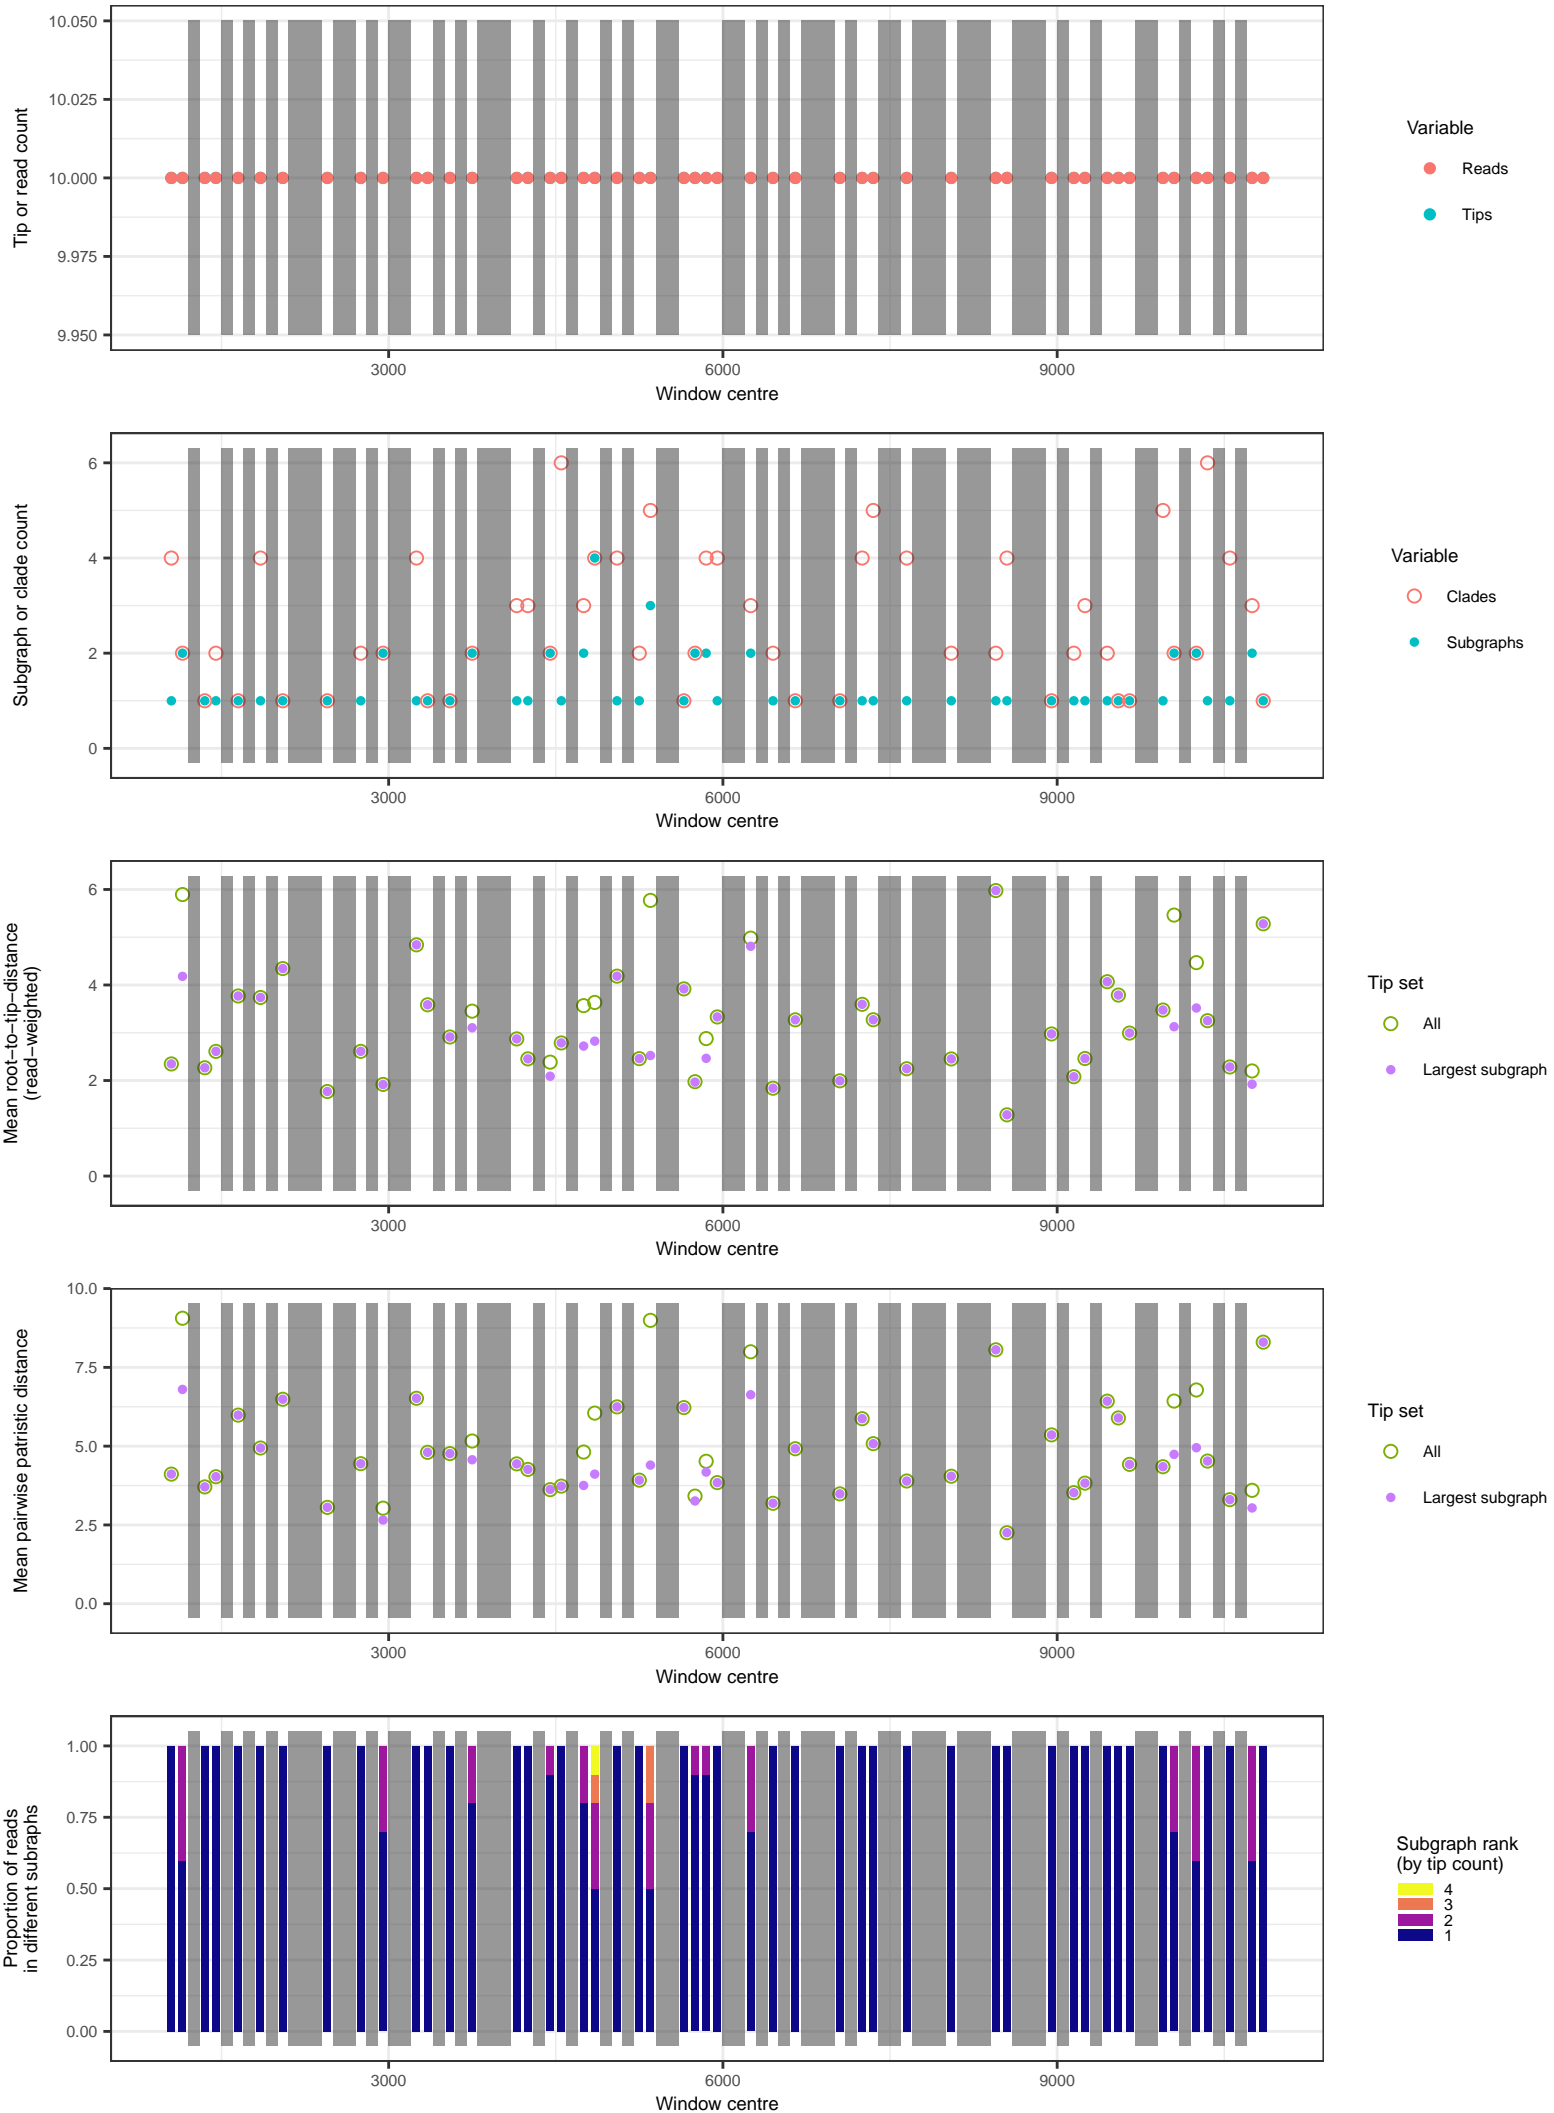 Tip or read count
10.050
10.025
10.000
9.975
9.950
3000
6000
9000
Window centre
Variable
Reads
Tips
Subgraph or clade count
6
4
2
0
3000
6000
9000
Window centre
Variable
Clades
Subgraphs
Mean root−to−tip−distance
(read−weighted)
6
4
2
0
3000
6000
9000
Window centre
Tip set
All
Largest subgraph
Mean pairwise patristic distance
10.0
7.5
5.0
2.5
0.0
3000
6000
9000
Window centre
Tip set
All
Largest subgraph
Proportion of reads
in different subraphs
1.00
0.75
0.50
0.25
0.00
3000
6000
9000
Window centre
Subgraph rank
(by tip count)
4
3
2
1